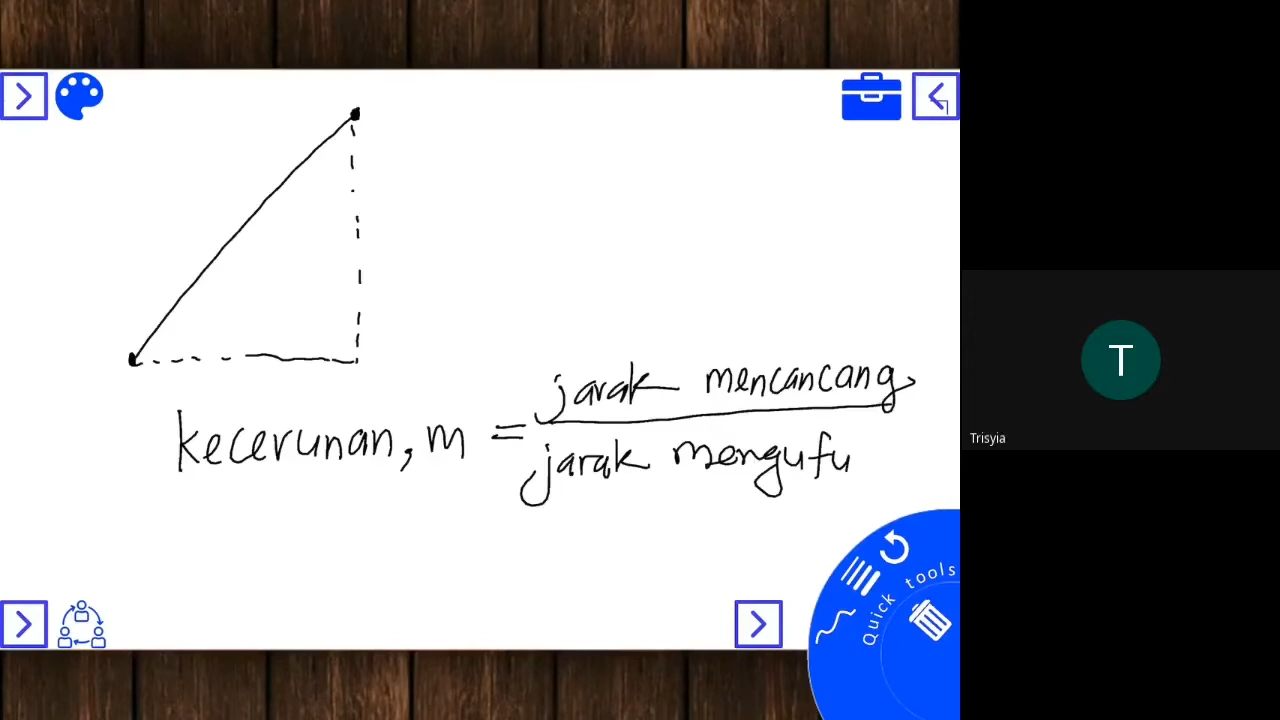 jarak mencancang
kecerunan, m =
jarak mengufu
Trisyia
T
Quick tools